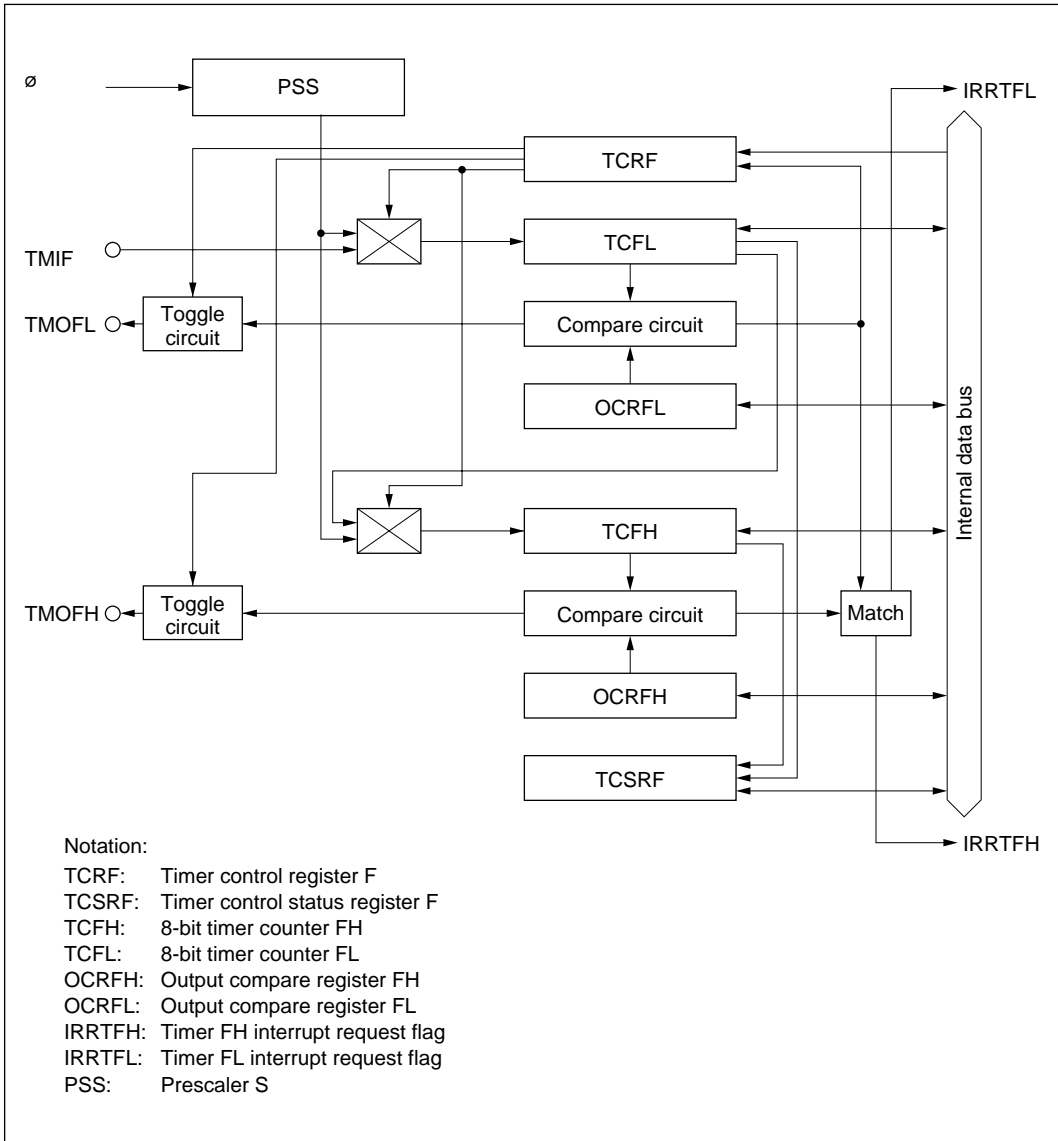 ø
PSS
IRRTFL
TCRF
TMIF
TCFL
TMOFL
Toggle
circuit
Compare circuit
OCRFL
Internal data bus
TCFH
TMOFH
Toggle
circuit
Compare circuit
Match
OCRFH
TCSRF
IRRTFH
Notation:
TCRF: Timer control register F
TCSRF: Timer control status register F
TCFH: 8-bit timer counter FH
TCFL: 8-bit timer counter FL
OCRFH: Output compare register FH
OCRFL: Output compare register FL
IRRTFH: Timer FH interrupt request flag
IRRTFL: Timer FL interrupt request flag
PSS: Prescaler S